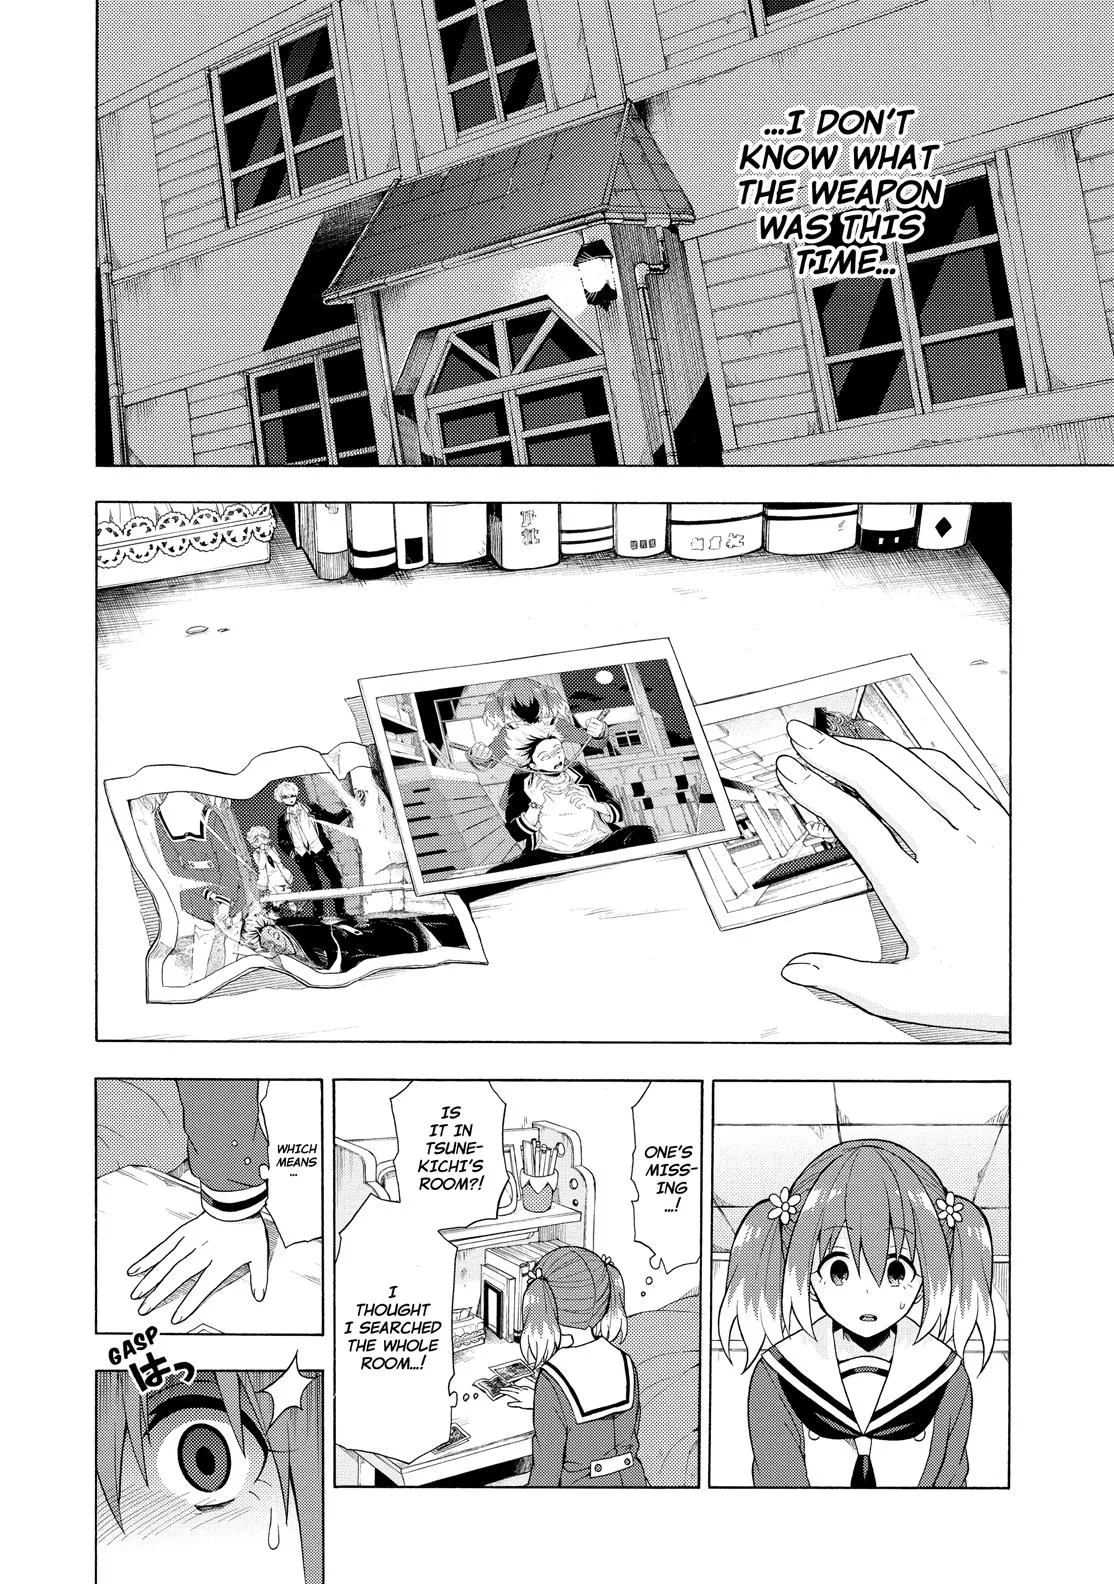 ...I DON'T
KNOW WHAT
THE WEAPON
WAS THIS
TIME...
ONE'S
MISS-
ING
...!
IS
IT IN
TSUNE-
KICHI'S
ROOM?!
I
THOUGHT
I SEARCHED
THE WHOLE
ROOM...!
WHICH
MEANS
...
GASP
はっ